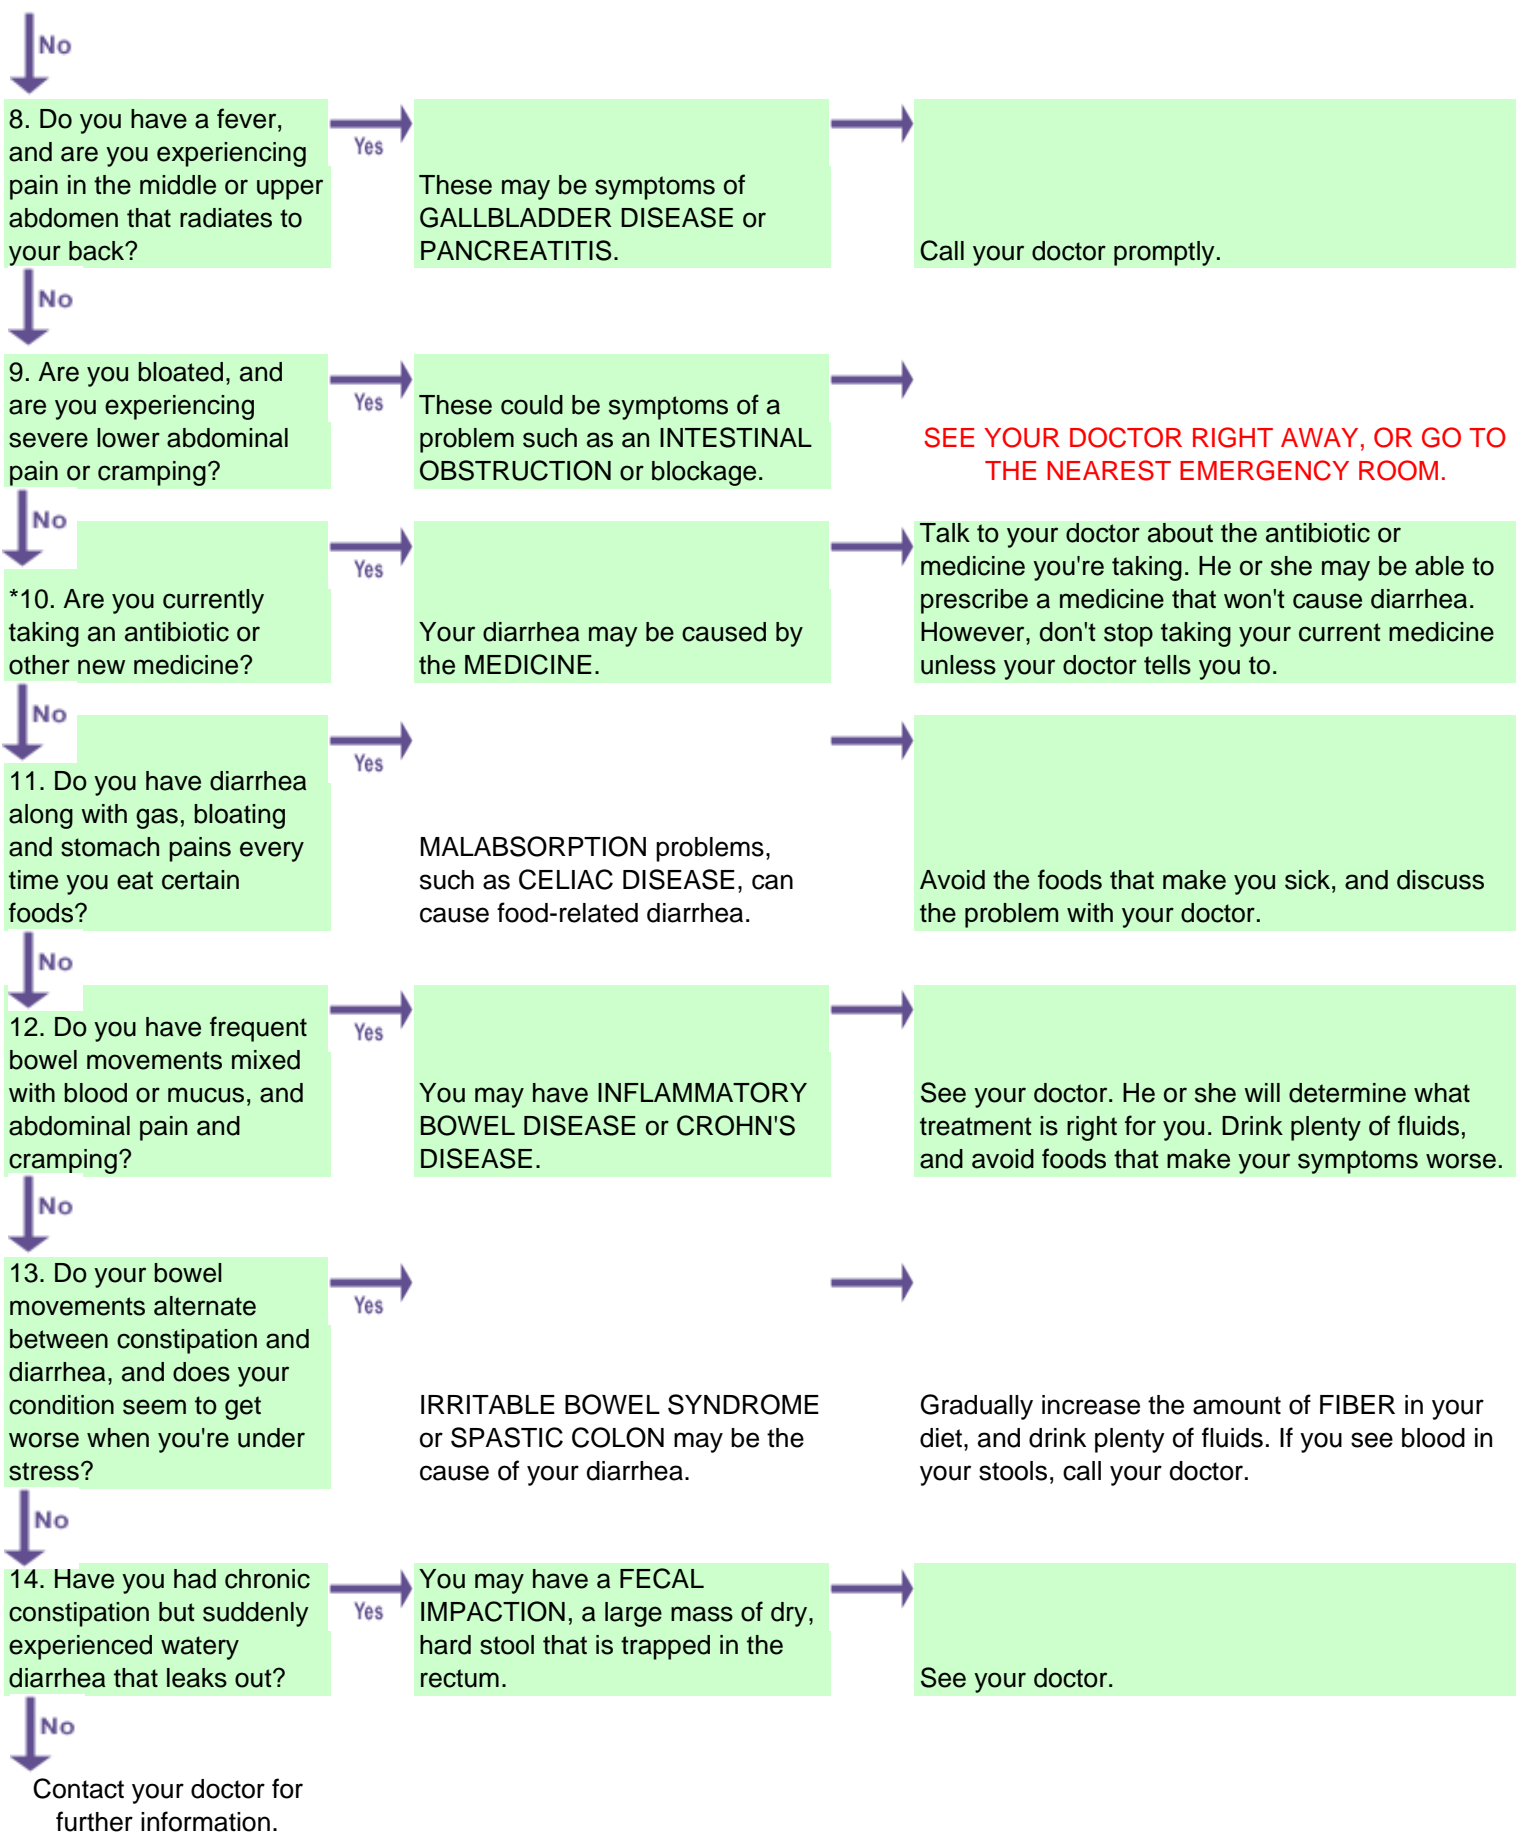 No
8. Do you have a fever,
and are you experiencing
pain in the middle or upper
abdomen that radiates to
your back?
Yes
These may be symptoms of
GALLBLADDER DISEASE or
PANCREATITIS.
Call your doctor promptly.
No
9. Are you bloated, and
are you experiencing
severe lower abdominal
pain or cramping?
Yes
These could be symptoms of a
problem such as an INTESTINAL
OBSTRUCTION or blockage.
SEE YOUR DOCTOR RIGHT AWAY, OR GO TO
THE NEAREST EMERGENCY ROOM.
No
*10. Are you currently
taking an antibiotic or
other new medicine?
Yes
Your diarrhea may be caused by
the MEDICINE.
Talk to your doctor about the antibiotic or
medicine you're taking. He or she may be able to
prescribe a medicine that won't cause diarrhea.
However, don't stop taking your current medicine
unless your doctor tells you to.
No
11. Do you have diarrhea
along with gas, bloating
and stomach pains every
time you eat certain
foods?
Yes
MALABSORPTION problems,
such as CELIAC DISEASE, can
cause food-related diarrhea.
Avoid the foods that make you sick, and discuss
the problem with your doctor.
No
12. Do you have frequent
bowel movements mixed
with blood or mucus, and
abdominal pain and
cramping?
Yes
You may have INFLAMMATORY
BOWEL DISEASE or CROHN'S
DISEASE.
See your doctor. He or she will determine what
treatment is right for you. Drink plenty of fluids,
and avoid foods that make your symptoms worse.
No
13. Do your bowel
movements alternate
between constipation and
diarrhea, and does your
condition seem to get
worse when you're under
stress?
Yes
IRRITABLE BOWEL SYNDROME
or SPASTIC COLON may be the
cause of your diarrhea.
Gradually increase the amount of FIBER in your
diet, and drink plenty of fluids. If you see blood in
your stools, call your doctor.
No
14. Have you had chronic
constipation but suddenly
experienced watery
diarrhea that leaks out?
Yes
You may have a FECAL
IMPACTION, a large mass of dry,
hard stool that is trapped in the
rectum.
See your doctor.
No
Contact your doctor for
further information.